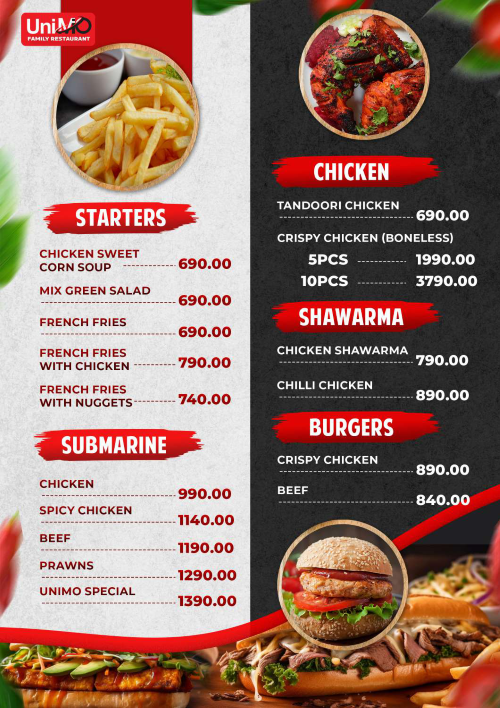 UniMO
FAMILY RESTAURANT
STARTERS
CHICKEN SWEET
CORN SOUP 690.00
MIX GREEN SALAD
690.00
FRENCH FRIES
690.00
FRENCH FRIES
WITH CHICKEN 790.00
FRENCH FRIES
WITH NUGGETS 740.00
SUBMARINE
CHICKEN
990.00
SPICY CHICKEN
1140.00
BEEF
1190.00
PRAWNS
1290.00
UNIMO SPECIAL
1390.00
CHICKEN
TANDOORI CHICKEN
690.00
CRISPY CHICKEN (BONELESS)
5PCS 1990.00
10PCS 3790.00
SHAWARMA
CHICKEN SHAWARMA
790.00
CHILLI CHICKEN
890.00
BURGERS
CRISPY CHICKEN
890.00
BEEF
840.00